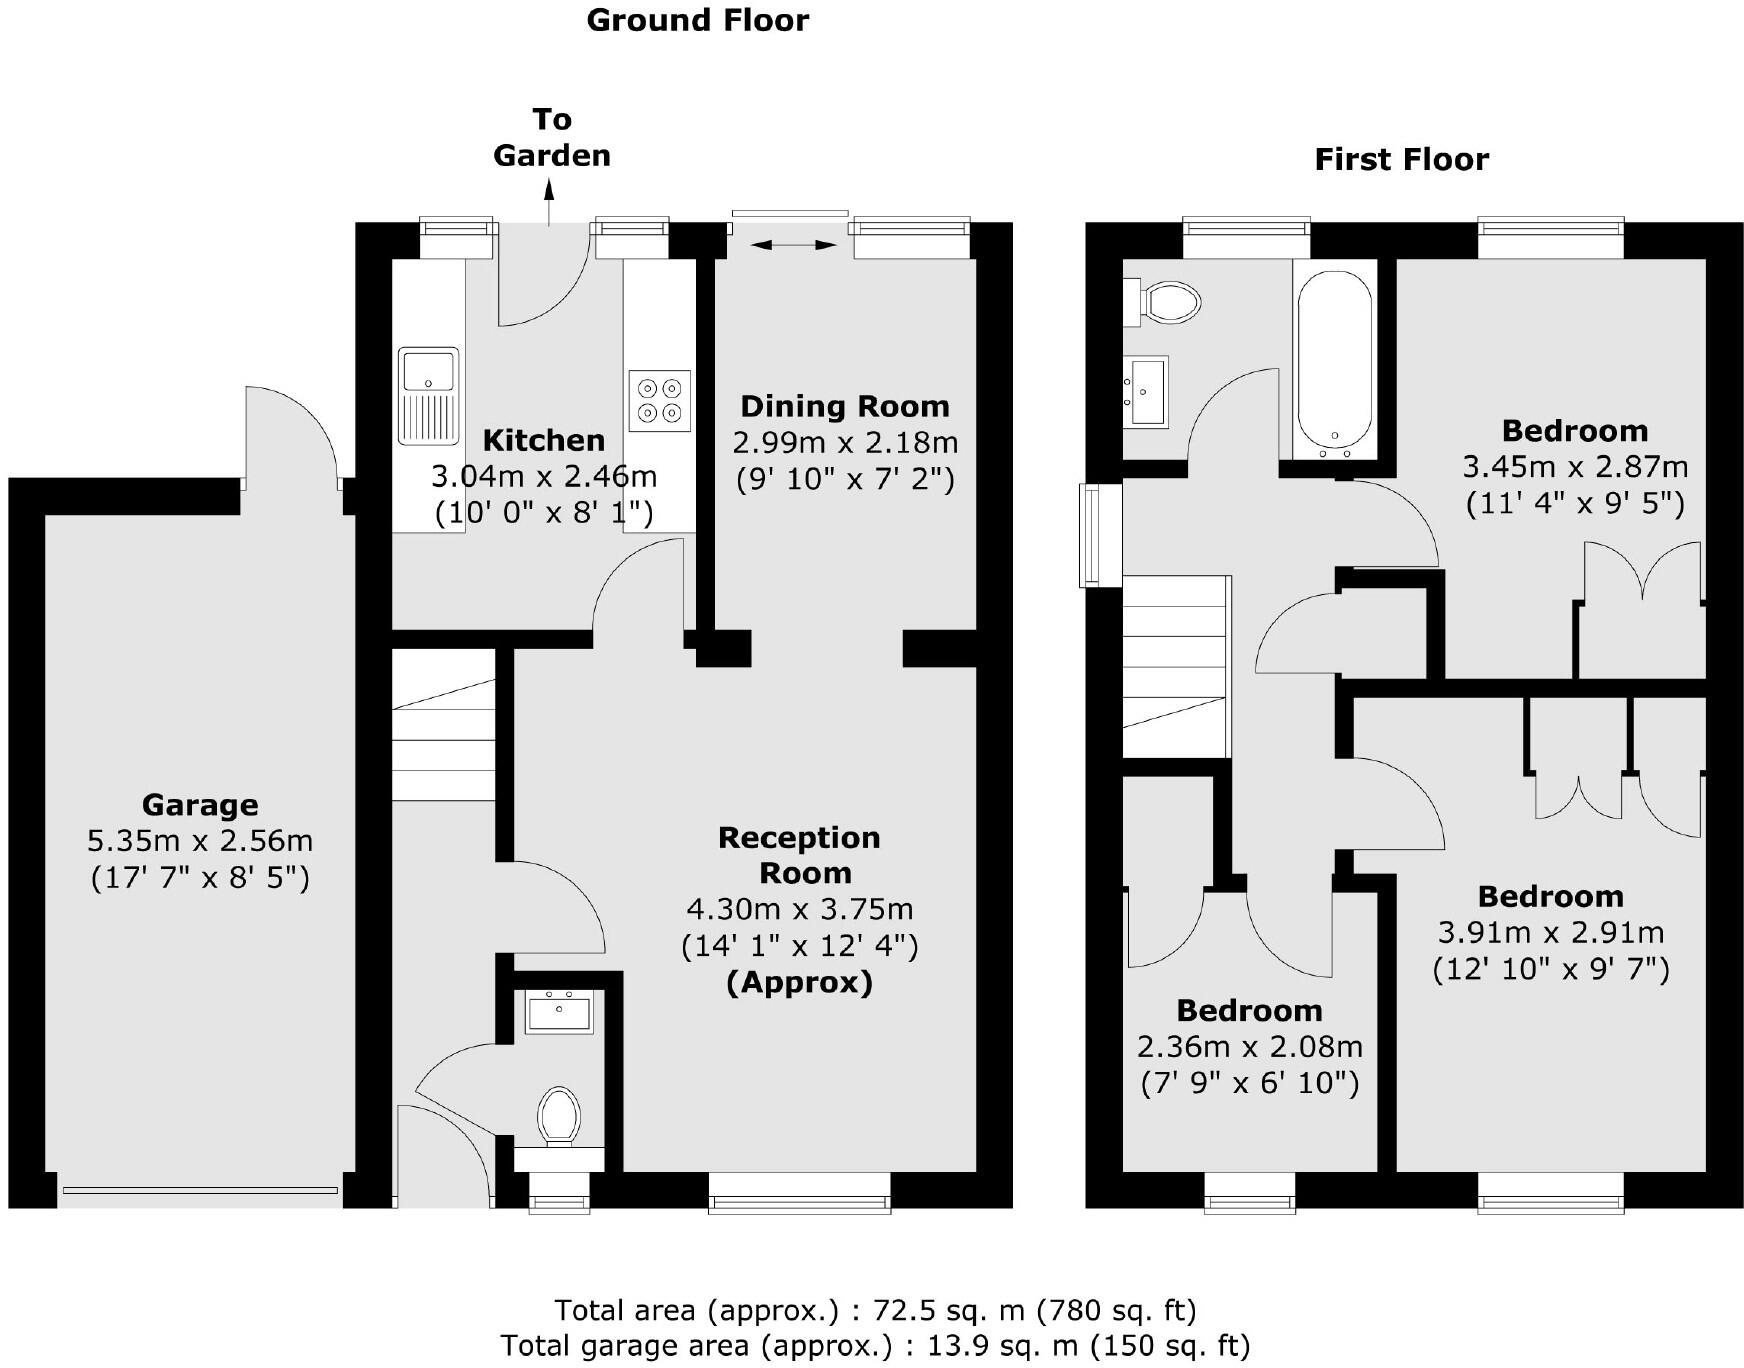 Ground Floor
To
Garden
First Floor
Kitchen
3.04m x 2.46m
(10' 0" x 8' 1")
Dining Room
2.99m x 2.18m
(9' 10" x 7' 2")
Bedroom
3.45m x 2.87m
(11' 4" x 9' 5")
Garage
5.35m x 2.56m
(17' 7" x 8' 5")
Reception
Room
4.30m x 3.75m
(14' 1" x 12' 4")
(Approx)
Bedroom
3.91m x 2.91m
(12' 10" x 9' 7")
Bedroom
2.36m x 2.08m
(7' 9" x 6' 10")
Total area (approx.) : 72.5 sq. m (780 sq. ft)
Total garage area (approx.) : 13.9 sq. m (150 sq. ft)